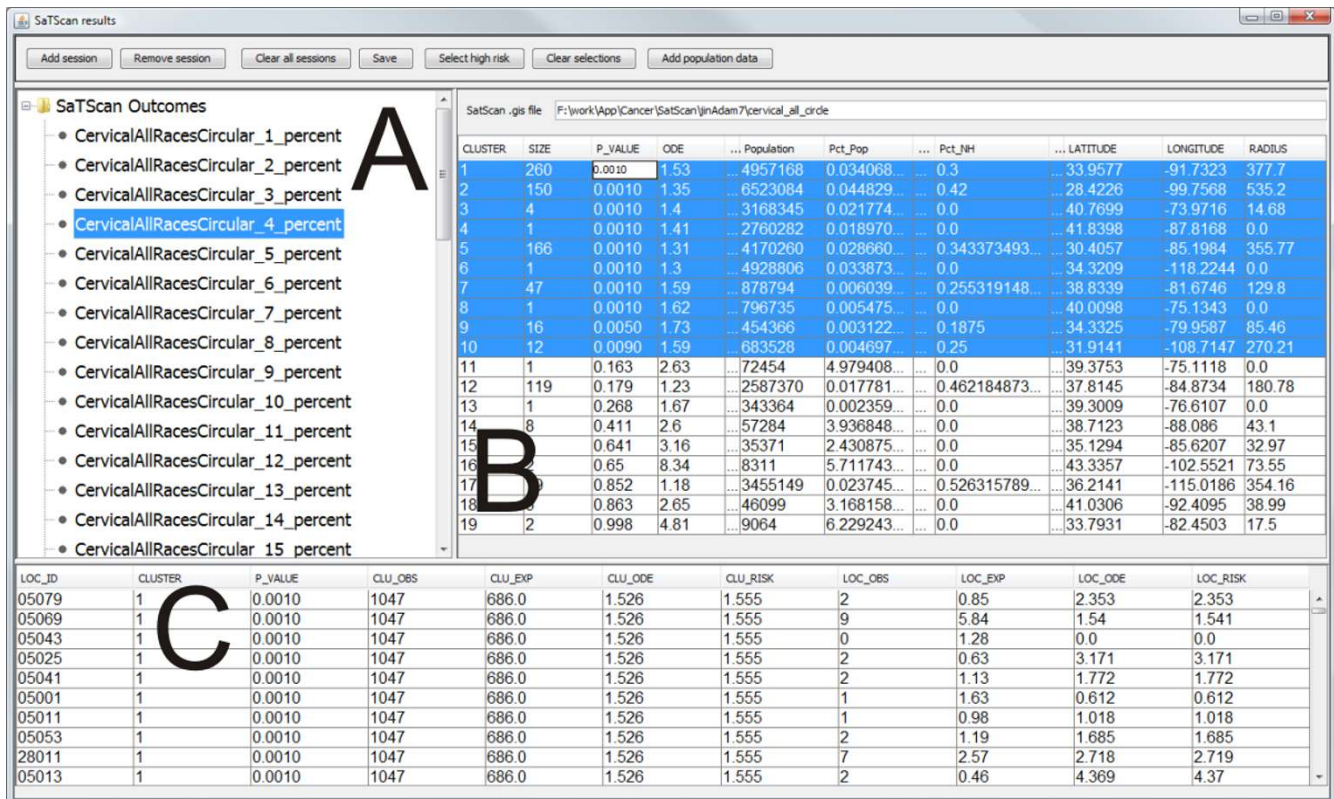 SaTScan results
Add session Remove session Clear all sessions Save Select high risk Clear selections Add population data
SaTScan Outcomes
CervicalAllRacesCircular_1_percent
CervicalAllRacesCircular_2_percent
CervicalAllRacesCircular_3_percent
CervicalAllRacesCircular_4_percent
CervicalAllRacesCircular_5_percent
CervicalAllRacesCircular_6_percent
CervicalAllRacesCircular_7_percent
CervicalAllRacesCircular_8_percent
CervicalAllRacesCircular_9_percent
CervicalAllRacesCircular_10_percent
CervicalAllRacesCircular_11_percent
CervicalAllRacesCircular_12_percent
CervicalAllRacesCircular_13_percent
CervicalAllRacesCircular_14_percent
CervicalAllRacesCircular_15_percent
A
SatScan .gis file F:\work\App\Cancer\SatScan\JinAdam7\cervical_all_circle
CLUSTER SIZE P_VALUE ODE ... Population Pct_Pop ... Pct_NH ... LATITUDE LONGITUDE RADIUS
1 260 0.0010 1.53 ... 4957168 0.034068... ... 0.3 ... 33.9577 -91.7323 377.7
2 150 0.0010 1.35 ... 6523084 0.044829... ... 0.42 ... 28.4226 -99.7568 535.2
3 4 0.0010 1.4 ... 3168345 0.021774... ... 0.0 ... 40.7699 -73.9716 14.68
4 1 0.0010 1.41 ... 2760282 0.018970... ... 0.0 ... 41.8398 -87.8168 0.0
5 166 0.0010 1.31 ... 4170260 0.028660... ... 0.343373493... ... 30.4057 -85.1984 355.77
6 1 0.0010 1.3 ... 4928806 0.033873... ... 0.0 ... 34.3209 -118.2244 0.0
7 47 0.0010 1.59 ... 878794 0.006039... ... 0.255319148... ... 38.8339 -81.6746 129.8
8 1 0.0010 1.62 ... 796735 0.005475... ... 0.0 ... 40.0098 -75.1343 0.0
9 16 0.0050 1.73 ... 454366 0.003122... ... 0.1875 ... 34.3325 -79.9587 85.46
10 12 0.0090 1.59 ... 683528 0.004697... ... 0.25 ... 31.9141 -108.7147 270.21
11 1 0.163 2.63 ... 72454 4.979408... ... 0.0 ... 39.3753 -75.1118 0.0
12 119 0.179 1.23 ... 2587370 0.017781... ... 0.462184873... ... 37.8145 -84.8734 180.78
13 1 0.268 1.67 ... 343364 0.002359... ... 0.0 ... 39.3009 -76.6107 0.0
14 8 0.411 2.6 ... 57284 3.936848... ... 0.0 ... 38.7123 -88.086 43.1
15 0.641 3.16 ... 35371 2.430875... ... 0.0 ... 35.1294 -85.6207 32.97
16 0.65 8.34 ... 8311 5.711743... ... 0.0 ... 43.3357 -102.5521 73.55
17 0.852 1.18 ... 3455149 0.023745... ... 0.526315789... ... 36.2141 -115.0186 354.16
18 0.863 2.65 ... 46099 3.168158... ... 0.0 ... 41.0306 -92.4095 38.99
19 2 0.998 4.81 ... 9064 6.229243... ... 0.0 ... 33.7931 -82.4503 17.5
B
LOC_ID CLUSTER P_VALUE CLU_OBS CLU_EXP CLU_ODE CLU_RISK LOC_OBS LOC_EXP LOC_ODE LOC_RISK
05079 1 0.0010 1047 686.0 1.526 1.555 2 0.85 2.353 2.353
05069 1 0.0010 1047 686.0 1.526 1.555 9 5.84 1.54 1.541
05043 1 0.0010 1047 686.0 1.526 1.555 0 1.28 0.0 0.0
05025 1 0.0010 1047 686.0 1.526 1.555 2 0.63 3.171 3.171
05041 1 0.0010 1047 686.0 1.526 1.555 2 1.13 1.772 1.772
05001 1 0.0010 1047 686.0 1.526 1.555 1 1.63 0.612 0.612
05011 1 0.0010 1047 686.0 1.526 1.555 1 0.98 1.018 1.018
05053 1 0.0010 1047 686.0 1.526 1.555 2 1.19 1.685 1.685
28011 1 0.0010 1047 686.0 1.526 1.555 7 2.57 2.718 2.719
05013 1 0.0010 1047 686.0 1.526 1.555 2 0.46 4.369 4.37
C